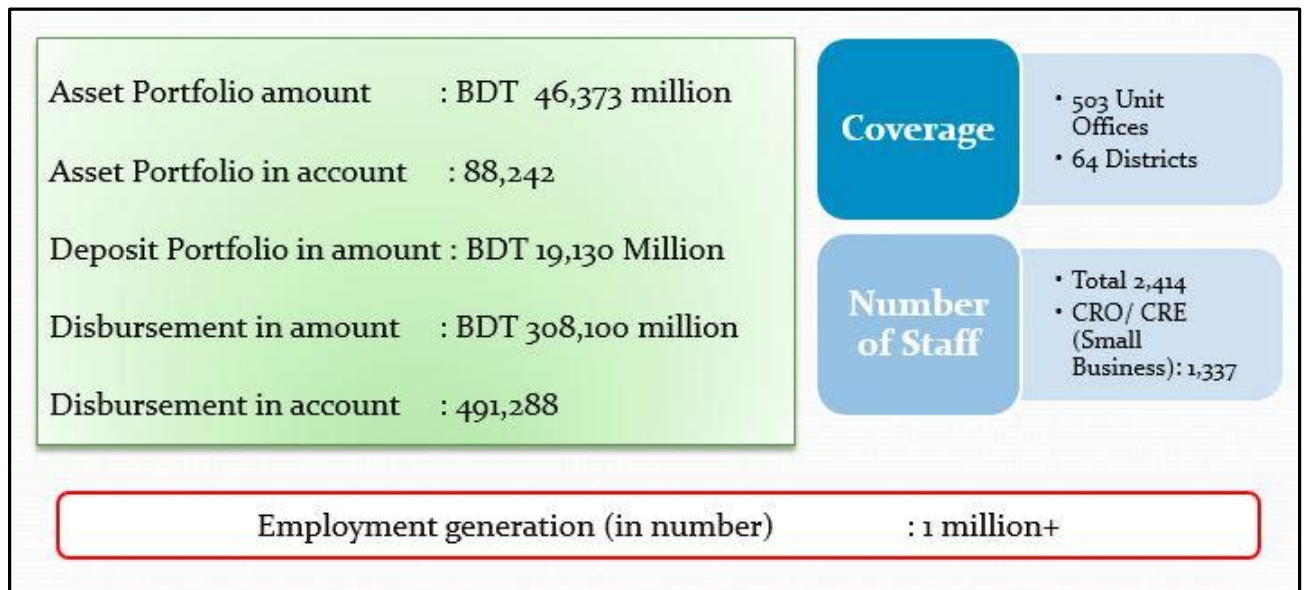 Asset Portfolio amount : BDT 46,373 million
Asset Portfolio in account : 88,242
Deposit Portfolio in amount : BDT 19,130 Million
Disbursement in amount : BDT 308,100 million
Disbursement in account : 491,288
Coverage
• 503 Unit
Offices
• 64 Districts
Number
of Staff
• Total 2,414
• CRO/ CRE
(Small
Business): 1,337
Employment generation (in number) : 1 million+